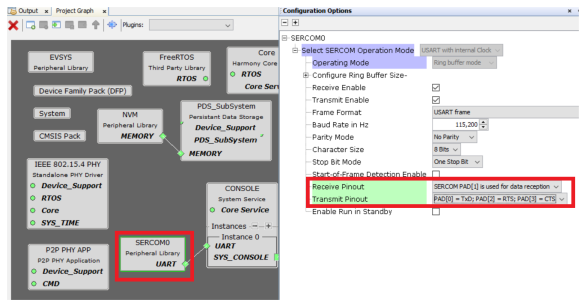 Output ×
Project Graph ×
Plugins:
EVSYS
Peripheral Library
FreeRTOS
Third Party Library
RTOS
Core
Harmony Core
RTOS
Core Ser
Device Family Pack (DFP)
System
NVM
Peripheral Library
MEMORY
PDS_SubSystem
Persistant Data Storage
Device_Support
PDS_SubSystem
MEMORY
CMSIS Pack
IEEE 802.15.4 PHY
Standalone PHY Driver
Device_Support
RTOS
Core
SYS_TIME
CONSOLE
System Service
Core Service
Instances - +
Instance 0
UART
SYS_CONSOLE
SERCOM0
Peripheral Library
UART
P2P PHY APP
P2P PHY Application
Device_Support
CMD
Configuration Options ×
SERCOM0
Select SERCOM Operation Mode USART with internal Clock
Operating Mode Ring buffer mode
Configure Ring Buffer Size-
Receive Enable
Transmit Enable
Frame Format USART frame
Baud Rate in Hz 115,200
Parity Mode No Parity
Character Size 8 Bits
Stop Bit Mode One Stop Bit
Start-of-Frame Detection Enable
Receive Pinout SERCOM PAD[1] is used for data reception
Transmit Pinout PAD[0] = TxD; PAD[2] = RTS; PAD[3] = CTS
Enable Run in Standby